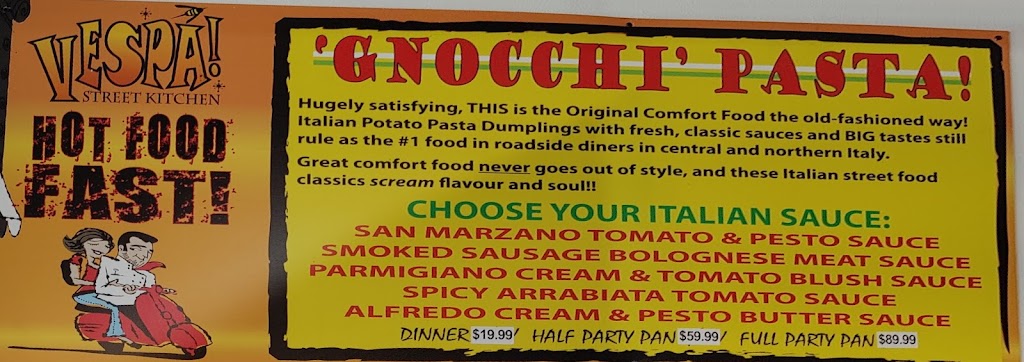 VESPA!
STREET KITCHEN
HOT FOOD
FAST!
'GNOCCHI' PASTA!
Hugely satisfying, THIS is the Original Comfort Food the old-fashioned way!
Italian Potato Pasta Dumplings with fresh, classic sauces and BIG tastes still
rule as the #1 food in roadside diners in central and northern Italy.
Great comfort food never goes out of style, and these Italian street food
classics scream flavour and soul!!
CHOOSE YOUR ITALIAN SAUCE:
SAN MARZANO TOMATO & PESTO SAUCE
SMOKED SAUSAGE BOLOGNESE MEAT SAUCE
PARMIGIANO CREAM & TOMATO BLUSH SAUCE
SPICY ARRABIATA TOMATO SAUCE
ALFREDO CREAM & PESTO BUTTER SAUCE
DINNER $19.99/ HALF PARTY PAN $59.99/ FULL PARTY PAN $89.99